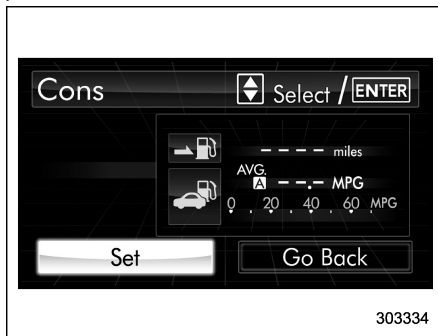 Cons Select / ENTER
– – – – miles
AVG.
A – – . – MPG
0 . 20 . 40 . 60 MPG
Set Go Back
303334